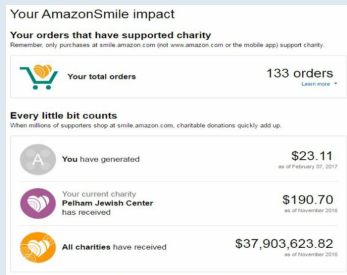 Your AmazonSmile impact
Your orders that have supported charity
Remember, only purchases at smile.amazon.com (not www.amazon.com or the mobile app) support charity.
Your total orders
133 orders
Learn more
Every little bit counts
When millions of supporters shop at smile.amazon.com, charitable donations quickly add up.
A
You have generated
$23.11
as of February 07, 2017
Your current charity
Pelham Jewish Center
has received
$190.70
as of November 2016
All charities have received
$37,903,623.82
as of November 2016